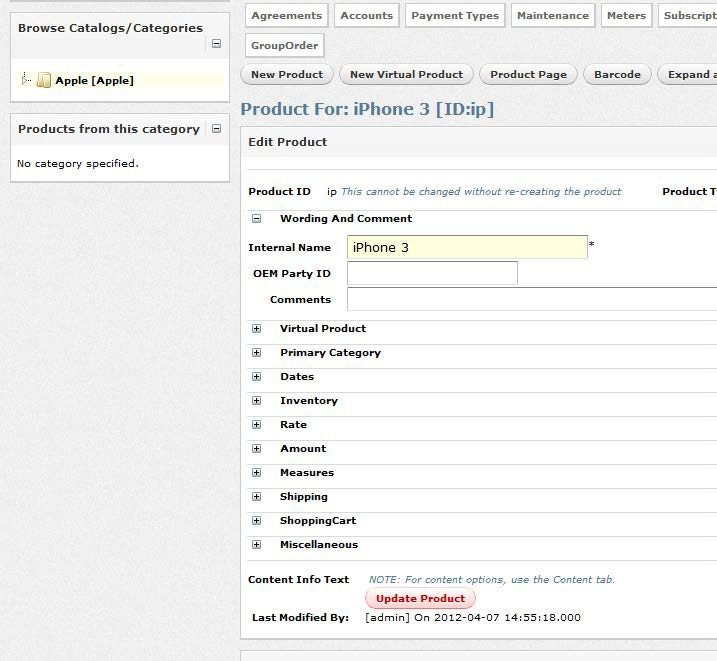 Browse Catalogs/Categories
Apple [Apple]
Products from this category
No category specified.
Agreements Accounts Payment Types Maintenance Meters Subscript
GroupOrder
New Product New Virtual Product Product Page Barcode Expand a
Product For: iPhone 3 [ID:ip]
Edit Product
Product ID ip This cannot be changed without re-creating the product Product T
Wording And Comment
Internal Name iPhone 3 *
OEM Party ID
Comments
Virtual Product
Primary Category
Dates
Inventory
Rate
Amount
Measures
Shipping
ShoppingCart
Miscellaneous
Content Info Text NOTE: For content options, use the Content tab.
Update Product
Last Modified By: [admin] On 2012-04-07 14:55:18.000